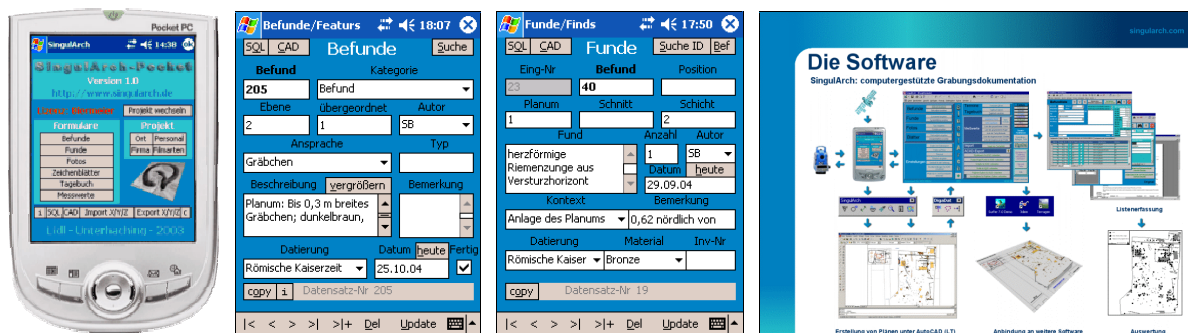 Pocket PC
SingulArch 14:38 ok
SingulArch-Pocket
Version 1.0
http://www.singularch.de
Projekt wechseln
Formulare
Projekt
Befunde
Ort Personal
Funde
Firma Filmarten
Fotos
Zeichenblätter
Tagebuch
Messwerte
i SQL CAD Import X/Y/Z Export X/Y/Z c
Lidl - Unterhaching - 2003
Befunde/Featurs 18:07
SQL CAD Befunde Suche
Befund Kategorie
205 Befund
Ebene übergeordnet Autor
2 1 SB
Ansprache Typ
Gräbchen
Beschreibung vergrößern Bemerkung
Planum: Bis 0,3 m breites
Gräbchen; dunkelbraun,
Datierung Datum heute Fertig
Römische Kaiserzeit 25.10.04
copy i Datensatz-Nr 205
|< < > >| >|+ Del Update
Funde/Finds 17:50
SQL CAD Funde Suche ID Bef
Eing-Nr Befund Position
23 40
Planum Schnitt Schicht
1 2
Fund Anzahl Autor
herzförmige 1 SB
Riemenzunge aus Datum heute
Versturzhorizont 29.09.04
Kontext Bemerkung
Anlage des Planums 0,62 nördlich von
Datierung Material Inv-Nr
Römische Kaiser Bronze
copy Datensatz-Nr 19
|< < > >| >|+ Del Update
singularch.com
Die Software
SingulArch: computergestützte Grabungsdokumentation
Listenerfassung
Erstellung von Plänen unter AutoCAD (LT)
Anbindung an weitere Software
Auswertung